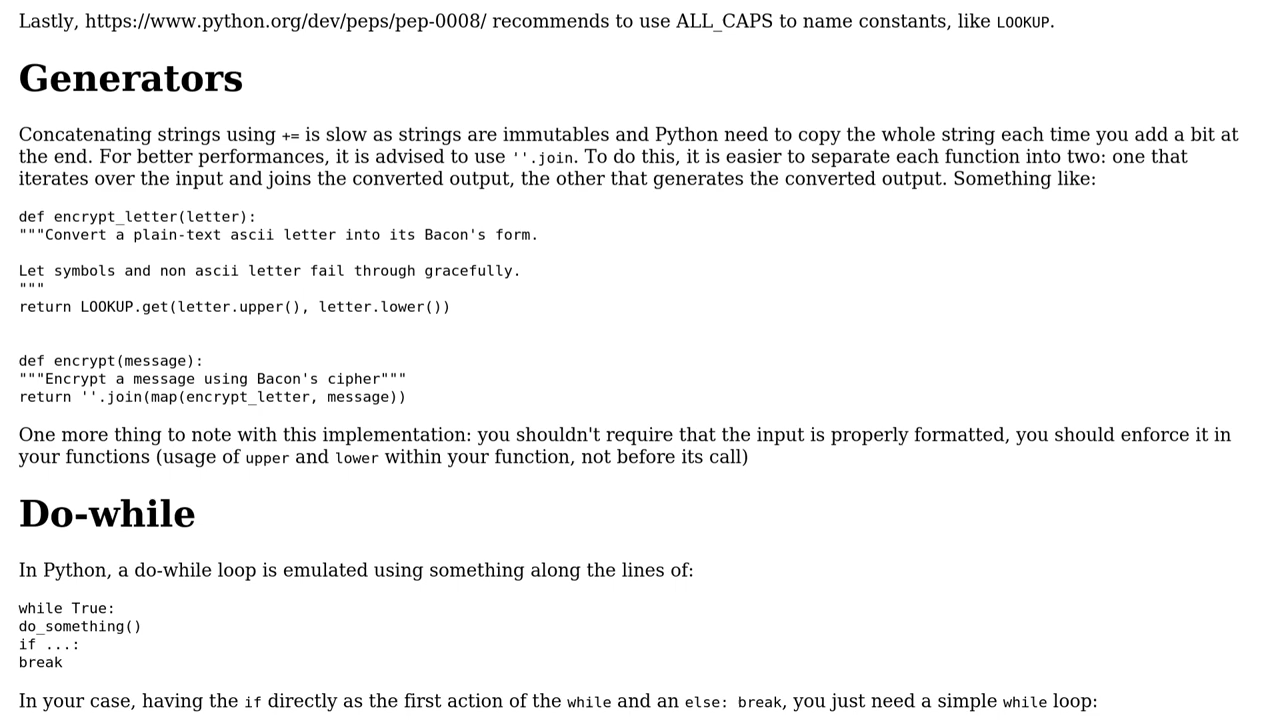 Lastly, https://www.python.org/dev/peps/pep-0008/ recommends to use ALL_CAPS to name constants, like LOOKUP.
Generators
Concatenating strings using += is slow as strings are immutables and Python need to copy the whole string each time you add a bit at
the end. For better performances, it is advised to use ''.join. To do this, it is easier to separate each function into two: one that
iterates over the input and joins the converted output, the other that generates the converted output. Something like:
def encrypt_letter(letter):
"""Convert a plain-text ascii letter into its Bacon's form.
Let symbols and non ascii letter fail through gracefully.
"""
return LOOKUP.get(letter.upper(), letter.lower())
def encrypt(message):
"""Encrypt a message using Bacon's cipher"""
return ''.join(map(encrypt_letter, message))
One more thing to note with this implementation: you shouldn't require that the input is properly formatted, you should enforce it in
your functions (usage of upper and lower within your function, not before its call)
Do-while
In Python, a do-while loop is emulated using something along the lines of:
while True:
do_something()
if ...:
break
In your case, having the if directly as the first action of the while and an else: break, you just need a simple while loop: